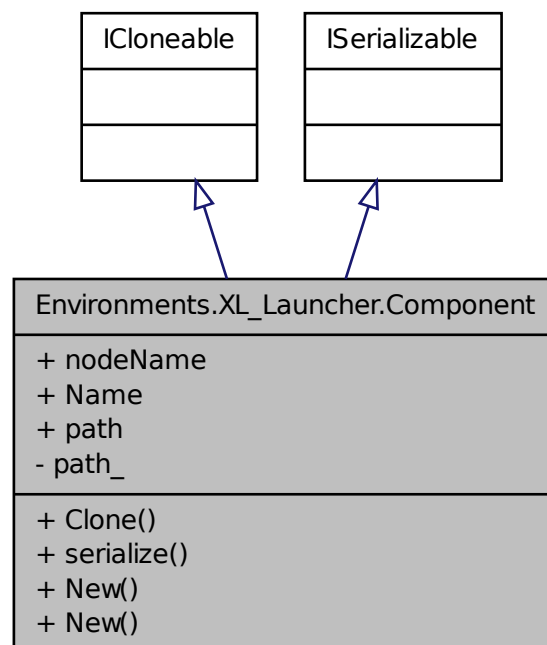 ICloneable
ISerializable
Environments.XL_Launcher.Component
+ nodeName
+ Name
+ path
- path_
+ Clone()
+ serialize()
+ New()
+ New()